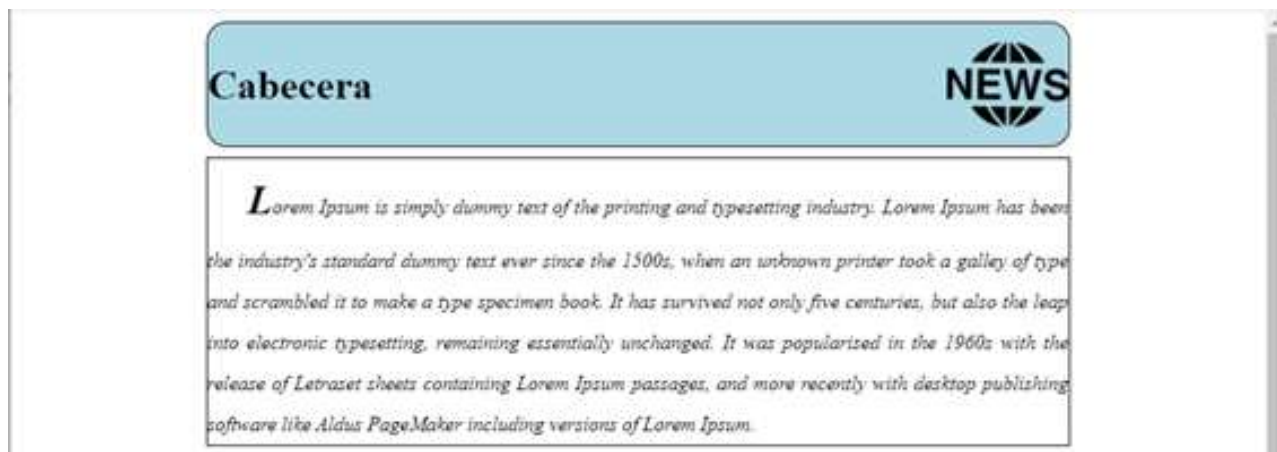 Cabecera
NEWS
Lorem Ipsum is simply dummy text of the printing and typesetting industry. Lorem Ipsum has been
the industry's standard dummy text ever since the 1500s, when an unknown printer took a galley of type
and scrambled it to make a type specimen book. It has survived not only five centuries, but also the leap
into electronic typesetting, remaining essentially unchanged. It was popularised in the 1960s with the
release of Letraset sheets containing Lorem Ipsum passages, and more recently with desktop publishing
software like Aldus PageMaker including versions of Lorem Ipsum.